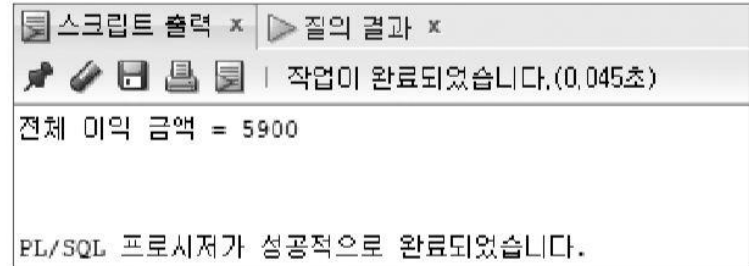 스크립트 출력 x 질의 결과 x
작업이 완료되었습니다.(0,045초)
전체 이익 금액 = 5900
PL/SQL 프로시저가 성공적으로 완료되었습니다.